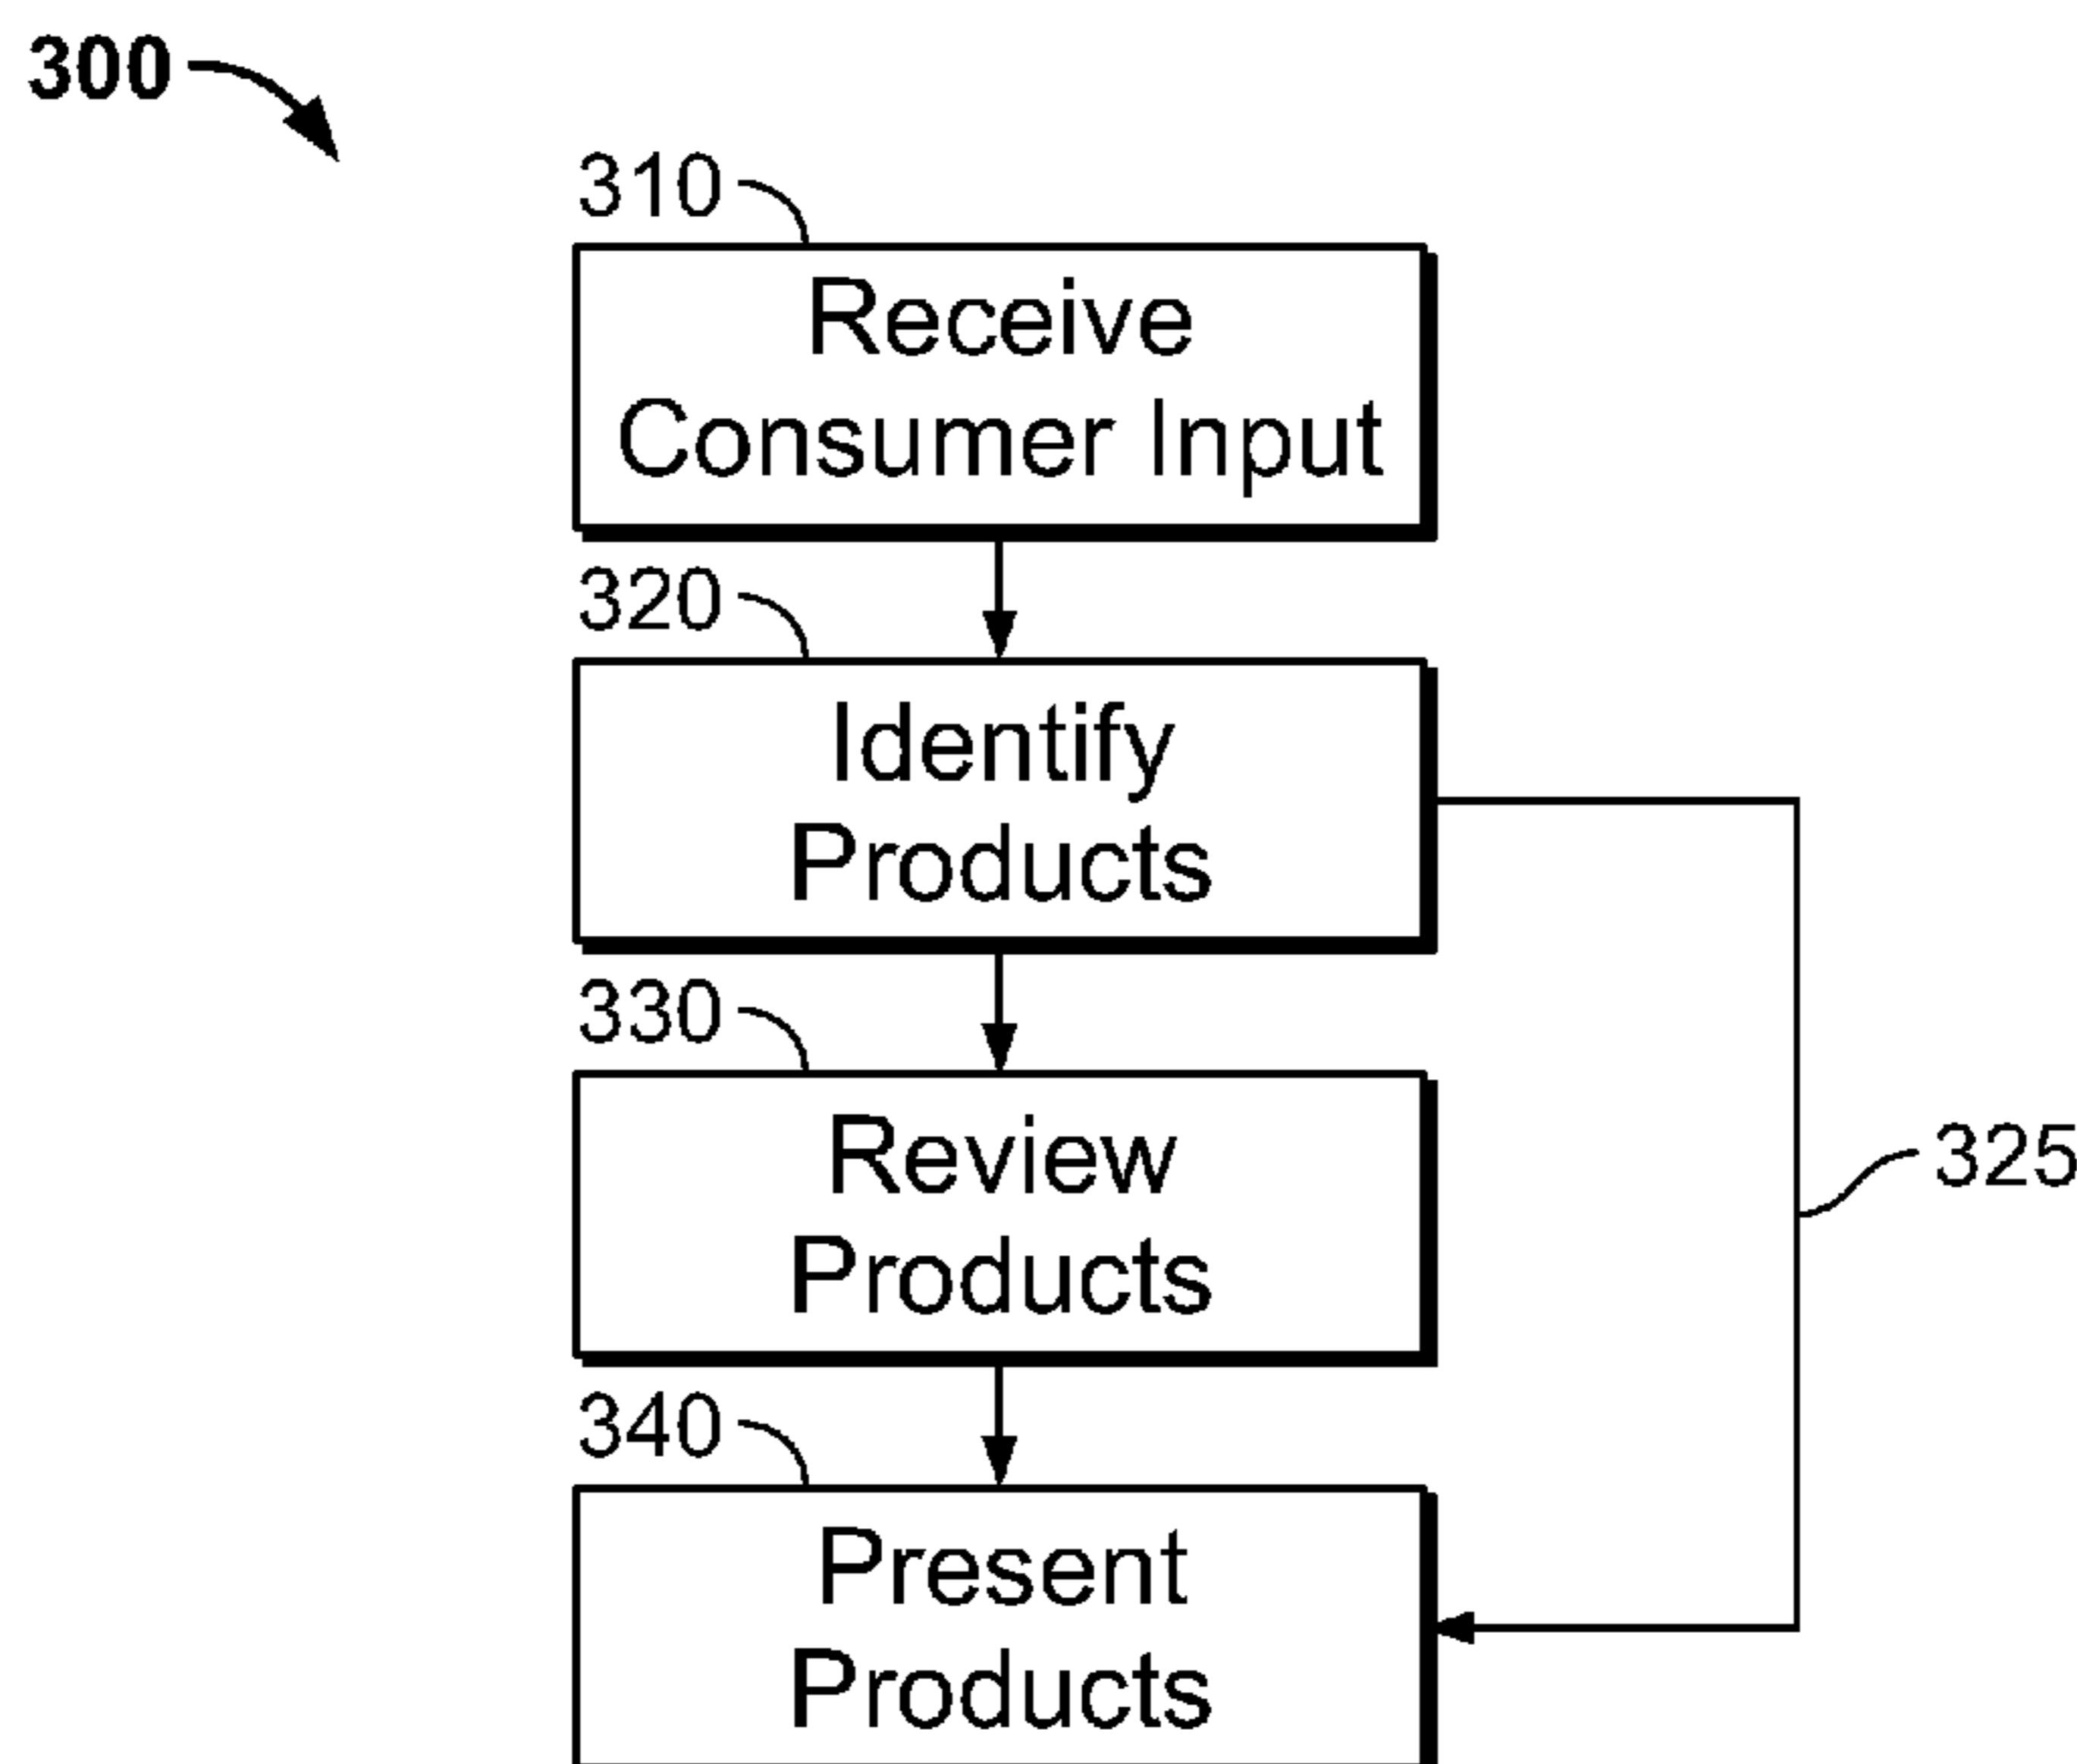 300
310
Receive
Consumer Input
320
Identify
Products
330
Review
Products
325
340
Present
Products